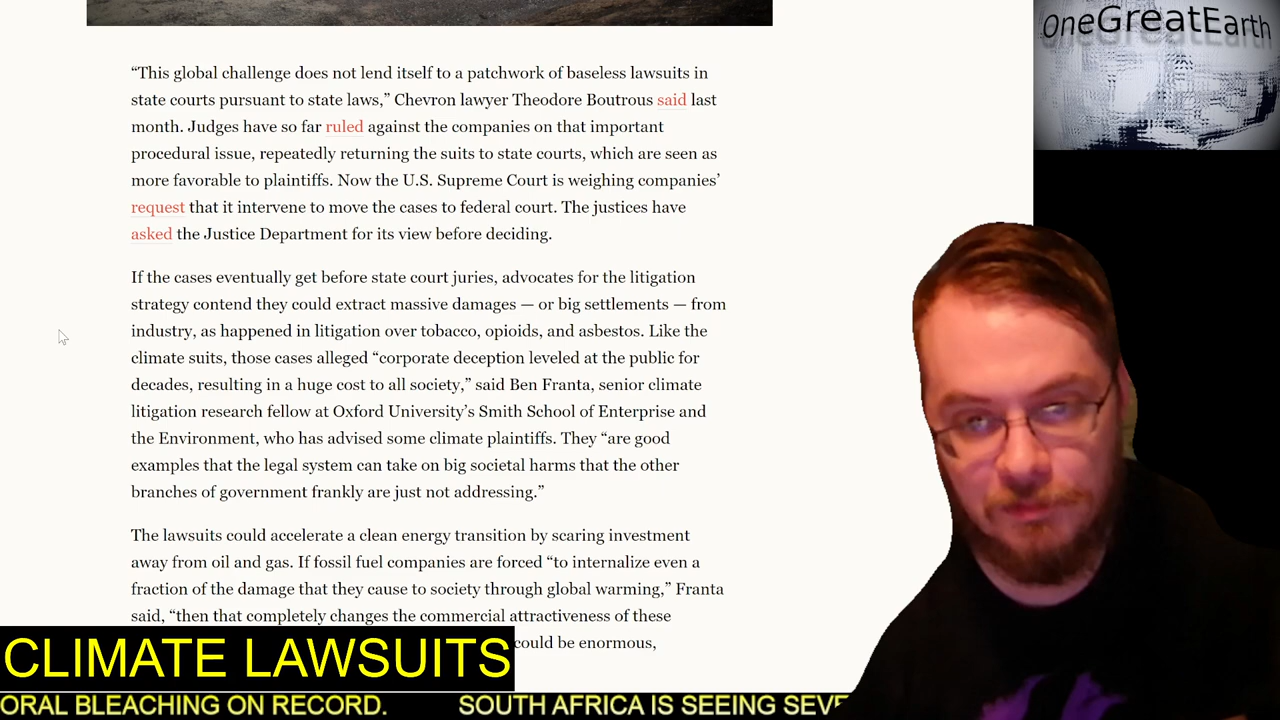 OneGreatEarth
“This global challenge does not lend itself to a patchwork of baseless lawsuits in
state courts pursuant to state laws,” Chevron lawyer Theodore Boutrous said last
month. Judges have so far ruled against the companies on that important
procedural issue, repeatedly returning the suits to state courts, which are seen as
more favorable to plaintiffs. Now the U.S. Supreme Court is weighing companies’
request that it intervene to move the cases to federal court. The justices have
asked the Justice Department for its view before deciding.
If the cases eventually get before state court juries, advocates for the litigation
strategy contend they could extract massive damages — or big settlements — from
industry, as happened in litigation over tobacco, opioids, and asbestos. Like the
climate suits, those cases alleged “corporate deception leveled at the public for
decades, resulting in a huge cost to all society,” said Ben Franta, senior climate
litigation research fellow at Oxford University’s Smith School of Enterprise and
the Environment, who has advised some climate plaintiffs. They “are good
examples that the legal system can take on big societal harms that the other
branches of government frankly are just not addressing.”
The lawsuits could accelerate a clean energy transition by scaring investment
away from oil and gas. If fossil fuel companies are forced “to internalize even a
fraction of the damage that they cause to society through global warming,” Franta
said, “then that completely changes the commercial attractiveness of these
could be enormous,
CLIMATE LAWSUITS
ORAL BLEACHING ON RECORD. SOUTH AFRICA IS SEEING SEVE